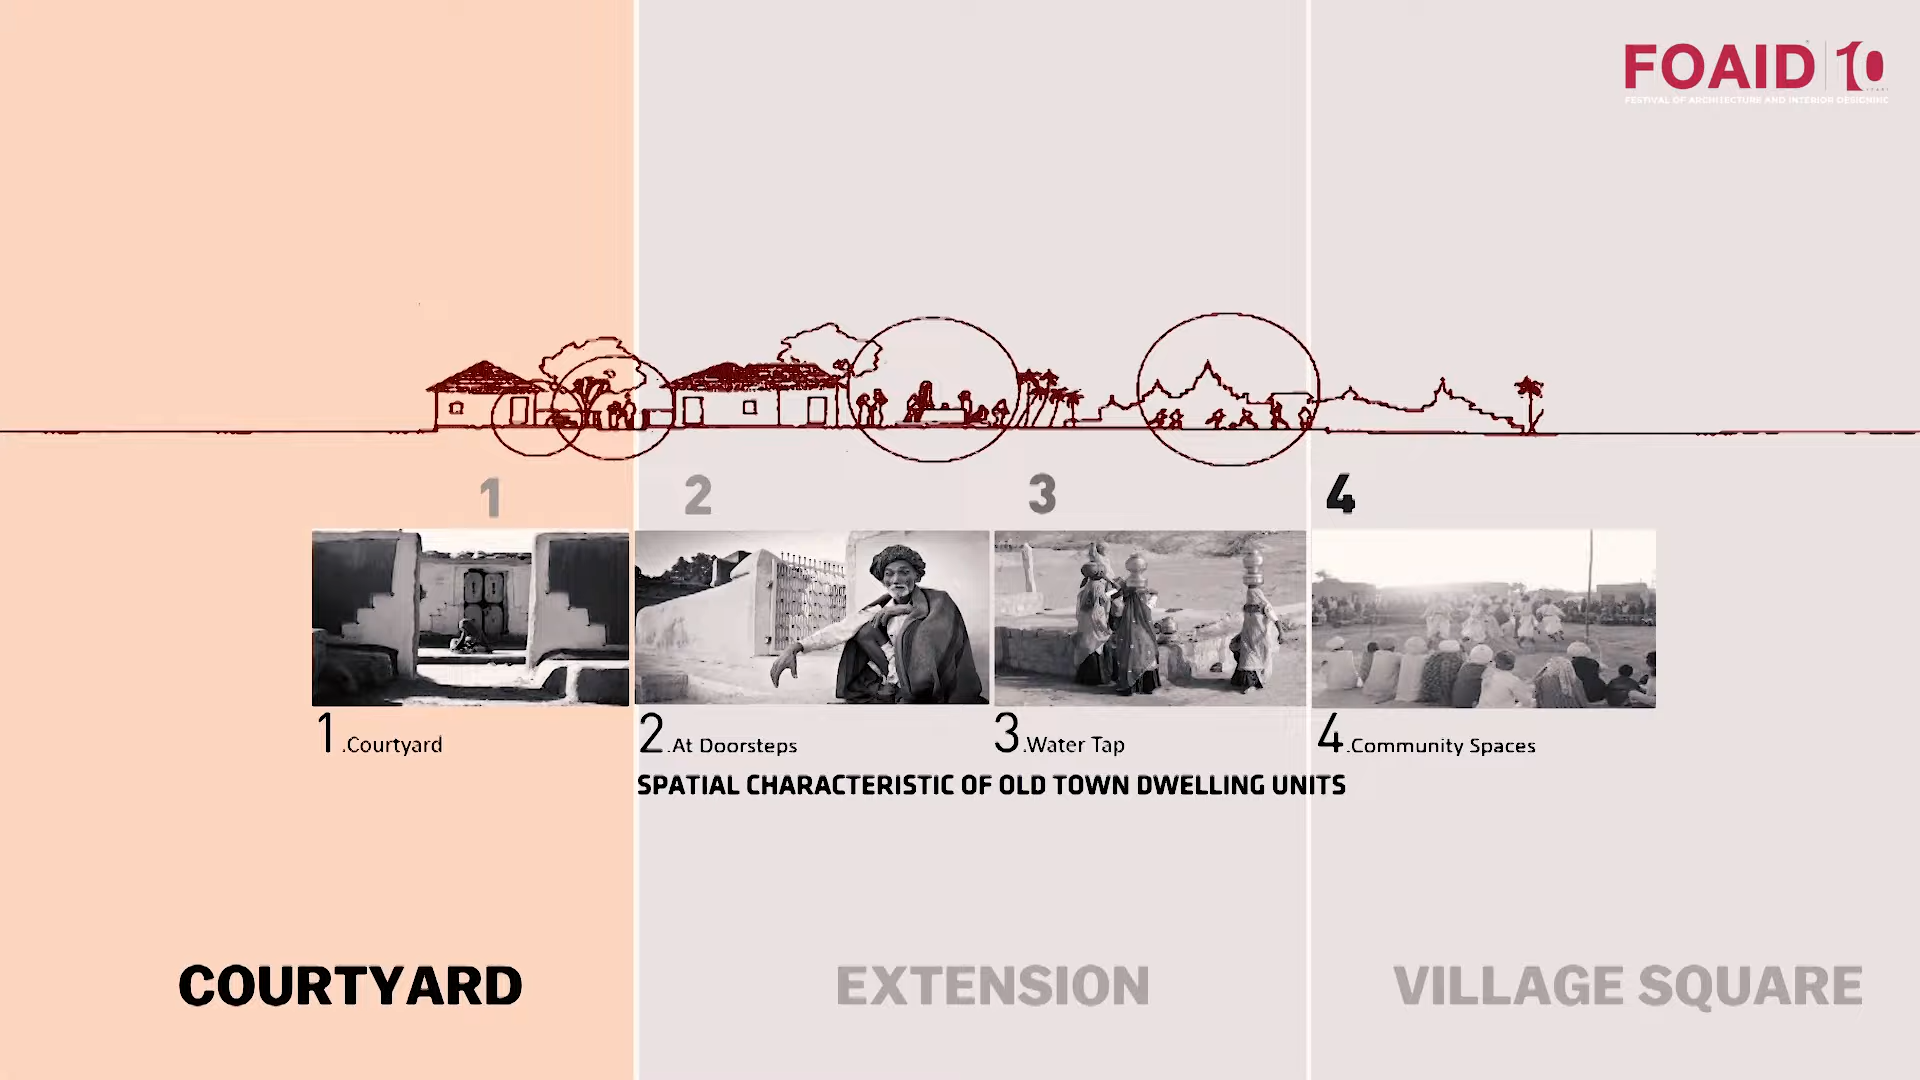 FOAID 10
FESTIVAL OF ARCHITECTURE AND INTERIOR DESIGNING
1 2 3 4
1.Courtyard
2.At Doorsteps
3.Water Tap
4.Community Spaces
SPATIAL CHARACTERISTIC OF OLD TOWN DWELLING UNITS
COURTYARD
EXTENSION
VILLAGE SQUARE